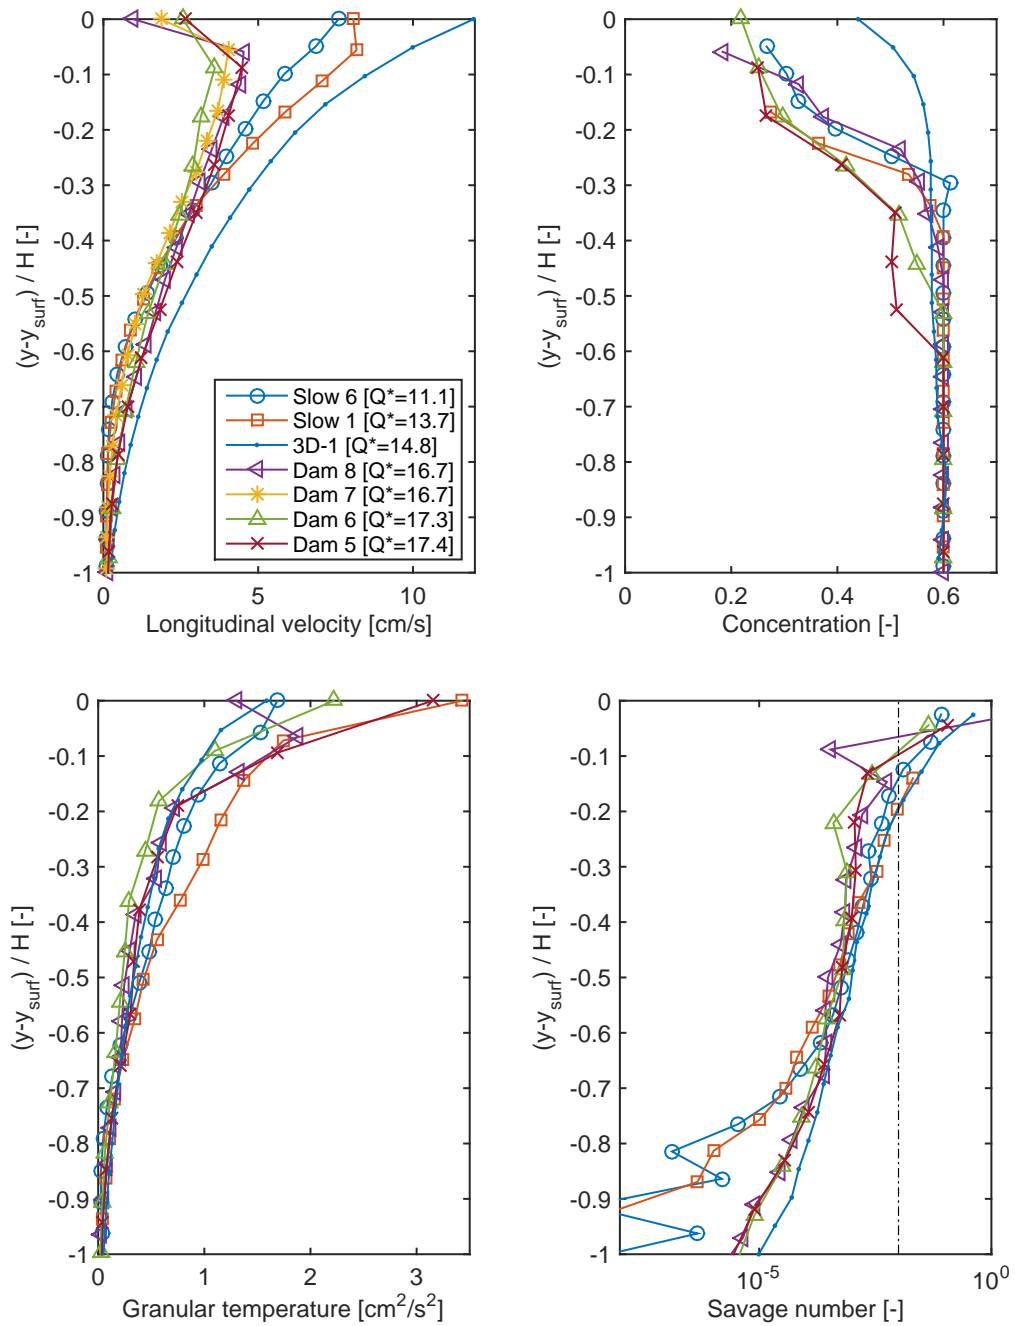 0
-0.1
-0.2
-0.3
-0.4
-0.5
-0.6
-0.7
-0.8
-0.9
-1
(y-y_surf) / H [-]
Slow 6 [Q*=11.1]
Slow 1 [Q*=13.7]
3D-1 [Q*=14.8]
Dam 8 [Q*=16.7]
Dam 7 [Q*=16.7]
Dam 6 [Q*=17.3]
Dam 5 [Q*=17.4]
0 5 10
Longitudinal velocity [cm/s]
0
-0.1
-0.2
-0.3
-0.4
-0.5
-0.6
-0.7
-0.8
-0.9
-1
(y-y_surf) / H [-]
0 0.2 0.4 0.6
Concentration [-]
0
-0.1
-0.2
-0.3
-0.4
-0.5
-0.6
-0.7
-0.8
-0.9
-1
(y-y_surf) / H [-]
0 1 2 3
Granular temperature [cm²/s²]
0
-0.1
-0.2
-0.3
-0.4
-0.5
-0.6
-0.7
-0.8
-0.9
-1
(y-y_surf) / H [-]
10⁻⁵ 10⁰
Savage number [-]